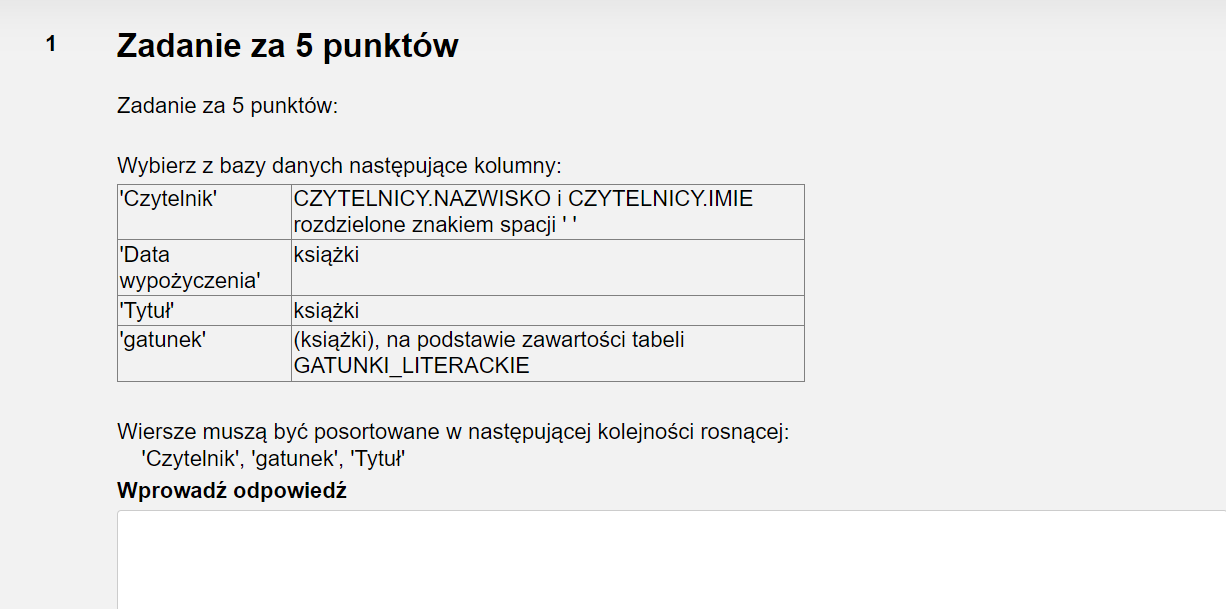 1
Zadanie za 5 punktów
Zadanie za 5 punktów:
Wybierz z bazy danych następujące kolumny:
'Czytelnik'
CZYTELNICY.NAZWISKO i CZYTELNICY.IMIE
rozdzielone znakiem spacji ' '
'Data
wypożyczenia'
książki
'Tytuł'
książki
'gatunek'
(książki), na podstawie zawartości tabeli
GATUNKI_LITERACKIE
Wiersze muszą być posortowane w następującej kolejności rosnącej:
'Czytelnik', 'gatunek', 'Tytuł'
Wprowadź odpowiedź